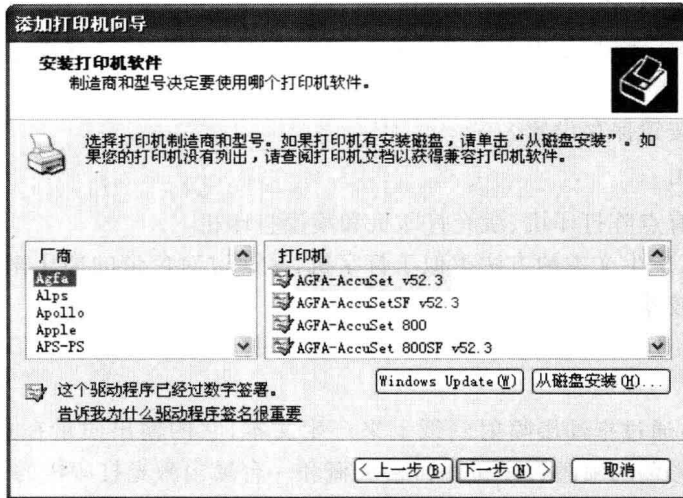 添加打印机向导
安装打印机软件
制造商和型号决定要使用哪个打印机软件。
选择打印机制造商和型号。如果打印机有安装磁盘，请单击“从磁盘安装”。如
果您的打印机没有列出，请查阅打印机文档以获得兼容打印机软件。
厂商
Agfa
Alps
Apollo
Apple
APS-PS
打印机
AGFA-AccuSet v52.3
AGFA-AccuSetSF v52.3
AGFA-AccuSet 800
AGFA-AccuSet 800SF v52.3
这个驱动程序已经过数字签署。
告诉我为什么驱动程序签名很重要
Windows Update(W) 从磁盘安装(H)...
< 上一步(B) 下一步(N) > 取消